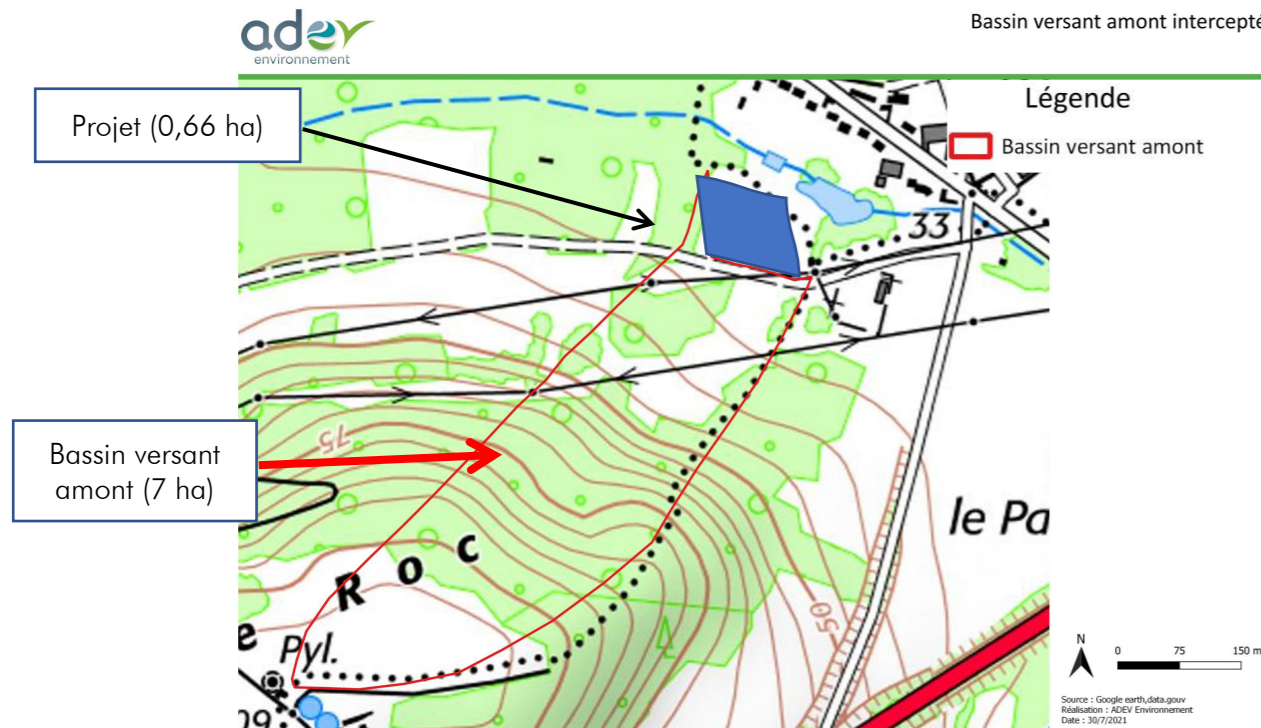 adev
environnement
Bassin versant amont intercepté
Légende
Bassin versant amont
Projet (0,66 ha)
33
75
Bassin versant
amont (7 ha)
le Pa
Roc
50
e
Pyl.
09
N
0 75 150 m
Source : Google earth,data.gouv
Réalisation : ADEV Environnement
Date : 30/7/2021